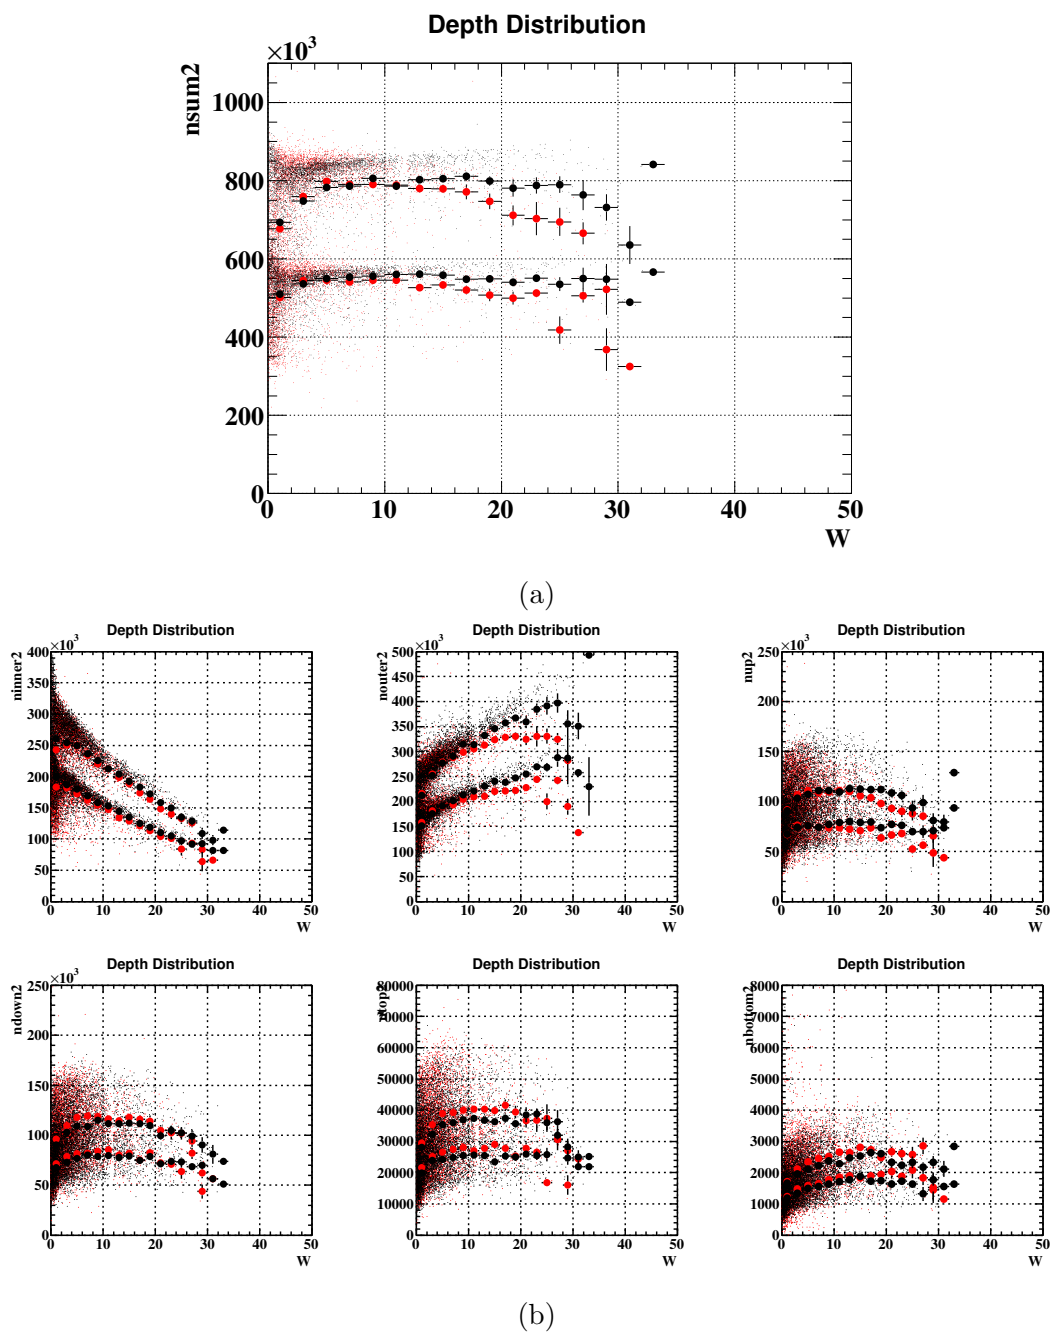 Depth Distribution
×10³
nsum2
1000
800
600
400
200
0
0 10 20 30 40 50
W
(a)
Depth Distribution Depth Distribution Depth Distribution
×10³ ×10³
ninner2 nouter2 nup2
400 350 300 250 200 150 100 50 0
500 450 400 350 300 250 200 150 100 50 0
250 200 150 100 50 0
0 10 20 30 40 50 0 10 20 30 40 50 0 10 20 30 40 50
W W W
Depth Distribution Depth Distribution Depth Distribution
×10³
ndown2 ntop2 nbottom2
250 200 150 100 50 0
80000 70000 60000 50000 40000 30000 20000 10000 0
8000 7000 6000 5000 4000 3000 2000 1000 0
0 10 20 30 40 50 0 10 20 30 40 50 0 10 20 30 40 50
W W W
(b)